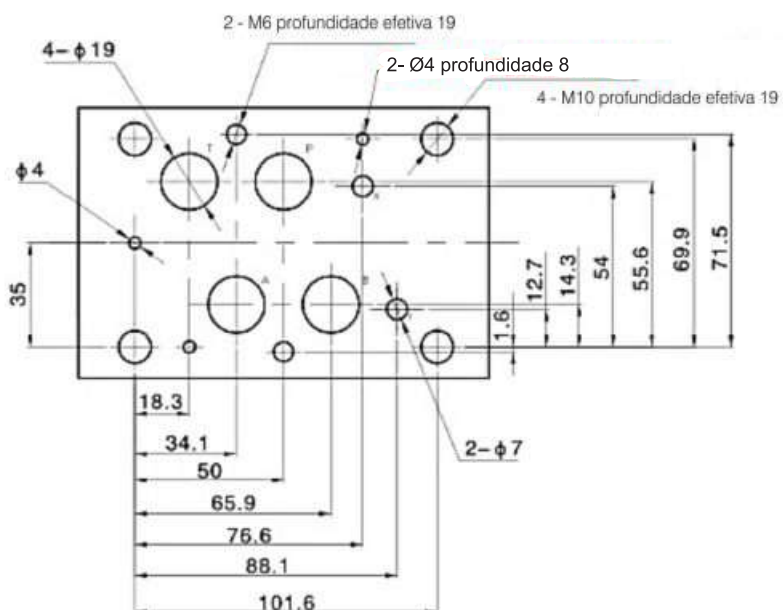 2 - M6 profundidade efetiva 19
4-ϕ19
2- Ø4 profundidade 8
4 - M10 profundidade efetiva 19
T
P
X
ϕ4
A
B
Y
35
1.6
12.7
14.3
54
55.6
69.9
71.5
18.3
34.1
50
65.9
76.6
88.1
101.6
2-ϕ7